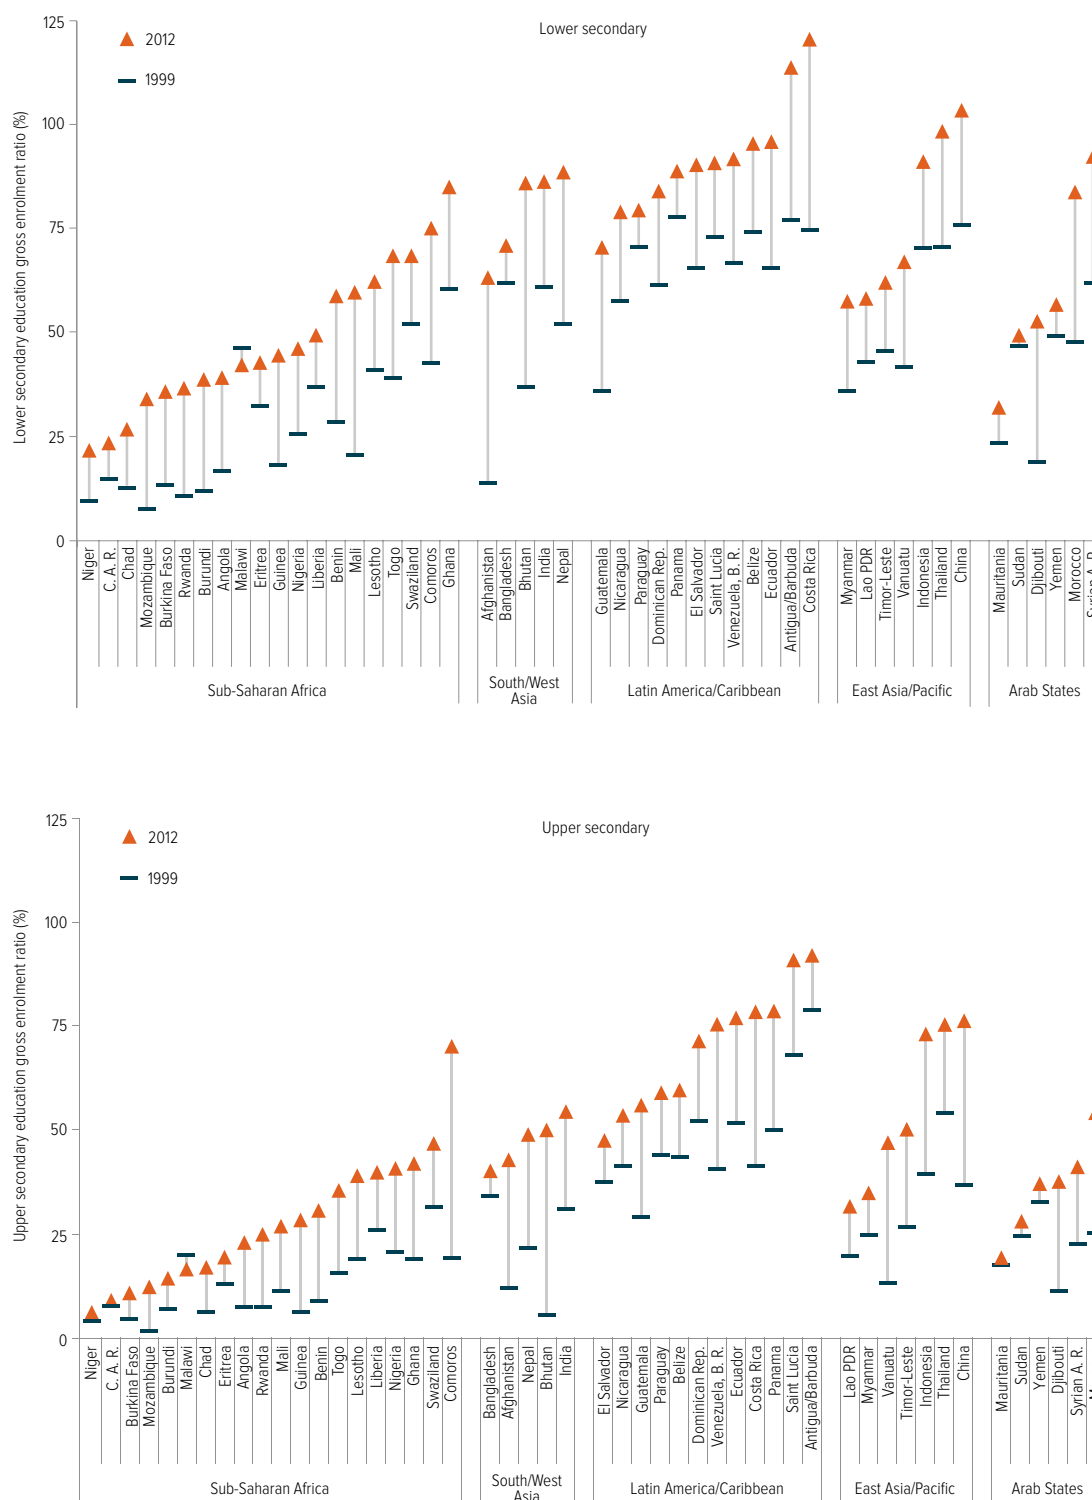 Lower secondary
2012
1999
Lower secondary education gross enrolment ratio (%)
125
100
75
50
25
0
Niger
C. A. R.
Chad
Mozambique
Burkina Faso
Rwanda
Burundi
Angola
Malawi
Eritrea
Guinea
Nigeria
Liberia
Benin
Mali
Lesotho
Togo
Swaziland
Comoros
Ghana
Afghanistan
Bangladesh
Bhutan
India
Nepal
Guatemala
Nicaragua
Paraguay
Dominican Rep.
Panama
El Salvador
Saint Lucia
Venezuela, B. R.
Belize
Ecuador
Antigua/Barbuda
Costa Rica
Myanmar
Lao PDR
Timor-Leste
Vanuatu
Indonesia
Thailand
China
Mauritania
Sudan
Djibouti
Yemen
Morocco
Syrian A. R.
Sub-Saharan Africa
South/West
Asia
Latin America/Caribbean
East Asia/Pacific
Arab States
Upper secondary
2012
1999
Upper secondary education gross enrolment ratio (%)
125
100
75
50
25
0
Niger
C. A. R.
Burkina Faso
Mozambique
Burundi
Malawi
Chad
Eritrea
Angola
Rwanda
Mali
Guinea
Benin
Togo
Lesotho
Liberia
Nigeria
Ghana
Swaziland
Comoros
Bangladesh
Afghanistan
Nepal
Bhutan
India
El Salvador
Nicaragua
Guatemala
Paraguay
Belize
Dominican Rep.
Venezuela, B. R.
Ecuador
Costa Rica
Panama
Saint Lucia
Antigua/Barbuda
Lao PDR
Myanmar
Vanuatu
Timor-Leste
Indonesia
Thailand
China
Mauritania
Sudan
Yemen
Djibouti
Syrian A. R.
Sub-Saharan Africa
South/West
Asia
Latin America/Caribbean
East Asia/Pacific
Arab States